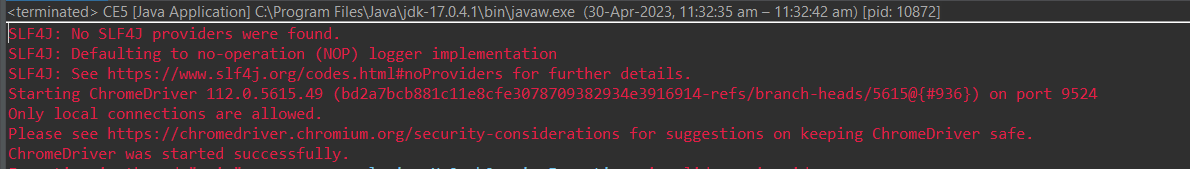 <terminated> CE5 [Java Application] C:\Program Files\Java\jdk-17.0.4.1\bin\javaw.exe (30-Apr-2023, 11:32:35 am – 11:32:42 am) [pid: 10872]
SLF4J: No SLF4J providers were found.
SLF4J: Defaulting to no-operation (NOP) logger implementation
SLF4J: See https://www.slf4j.org/codes.html#noProviders for further details.
Starting ChromeDriver 112.0.5615.49 (bd2a7bcb881c11e8cfe3078709382934e3916914-refs/branch-heads/5615@{#936}) on port 9524
Only local connections are allowed.
Please see https://chromedriver.chromium.org/security-considerations for suggestions on keeping ChromeDriver safe.
ChromeDriver was started successfully.